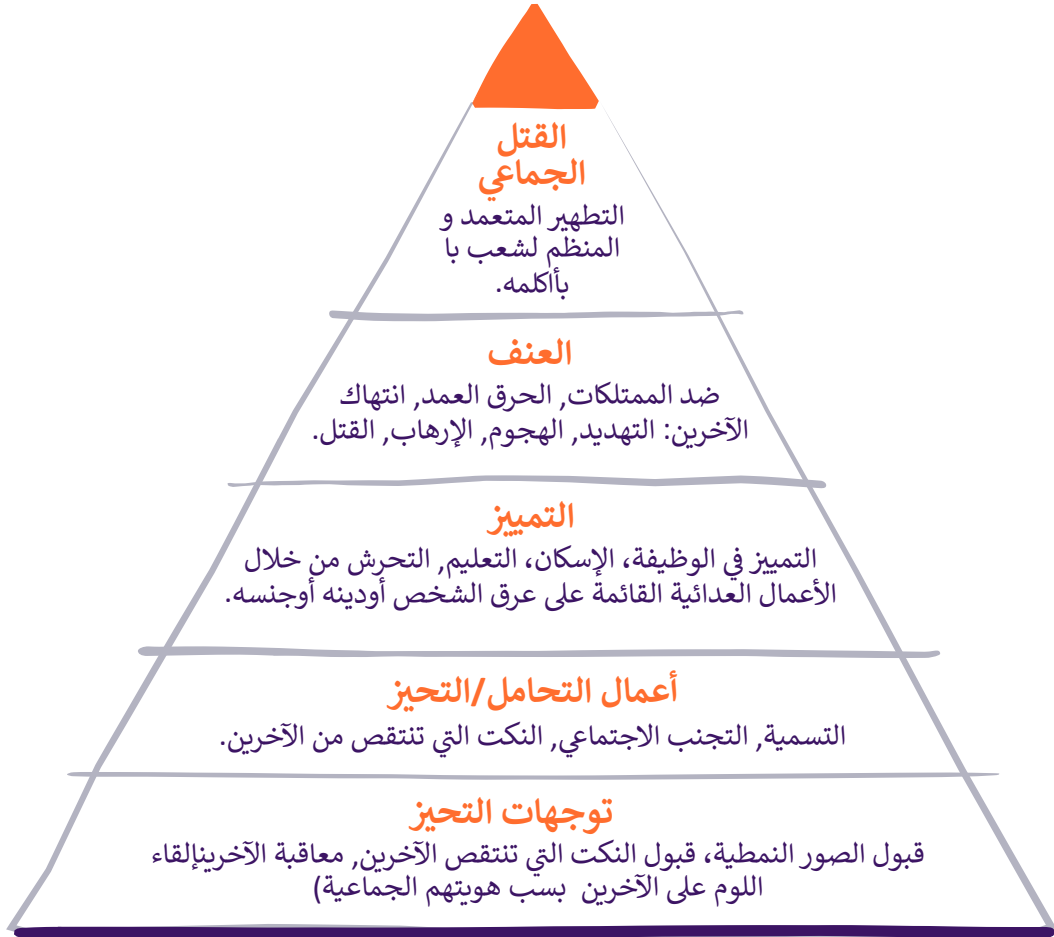 القتل
الجماعي
التطهير المتعمد و
المنظم لشعب با
بأاكلمه.
العنف
ضد الممتلكات, الحرق العمد, انتهاك
الآخرين: التهديد, الهجوم, الإرهاب, القتل.
التمييز
التمييز في الوظيفة، الإسكان، التعليم, التحرش من خلال
الأعمال العدائية القائمة على عرق الشخص أودينه أوجنسه.
أعمال التحامل/التحيز
التسمية, التجنب الاجتماعي, النكت التي تنتقص من الآخرين.
توجهات التحيز
قبول الصور النمطية، قبول النكت التي تنتقص الآخرين, معاقبة الآخرينإلقاء
اللوم على الآخرين  بسب هويتهم الجماعية)